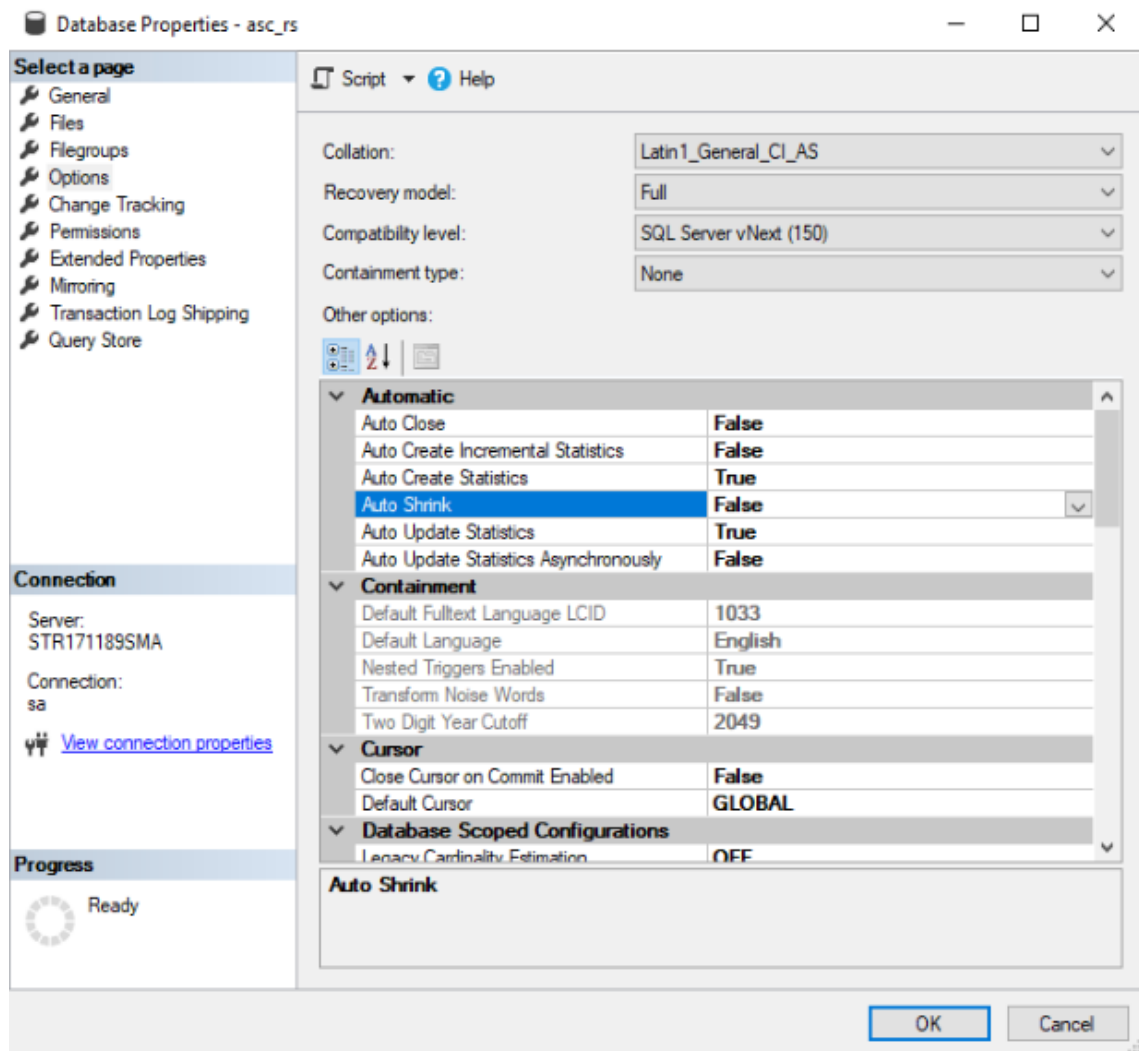 Database Properties - asc_rs
Select a page
General
Files
Filegroups
Options
Change Tracking
Permissions
Extended Properties
Mirroring
Transaction Log Shipping
Query Store
Connection
Server:
STR171189SMA
Connection:
sa
View connection properties
Progress
Ready
Script Help
Collation: Latin1_General_CI_AS
Recovery model: Full
Compatibility level: SQL Server vNext (150)
Containment type: None
Other options:
Automatic
Auto Close False
Auto Create Incremental Statistics False
Auto Create Statistics True
Auto Shrink False
Auto Update Statistics True
Auto Update Statistics Asynchronously False
Containment
Default Fulltext Language LCID 1033
Default Language English
Nested Triggers Enabled True
Transform Noise Words False
Two Digit Year Cutoff 2049
Cursor
Close Cursor on Commit Enabled False
Default Cursor GLOBAL
Database Scoped Configurations
Legacy Cardinality Estimation OFF
Auto Shrink
OK Cancel